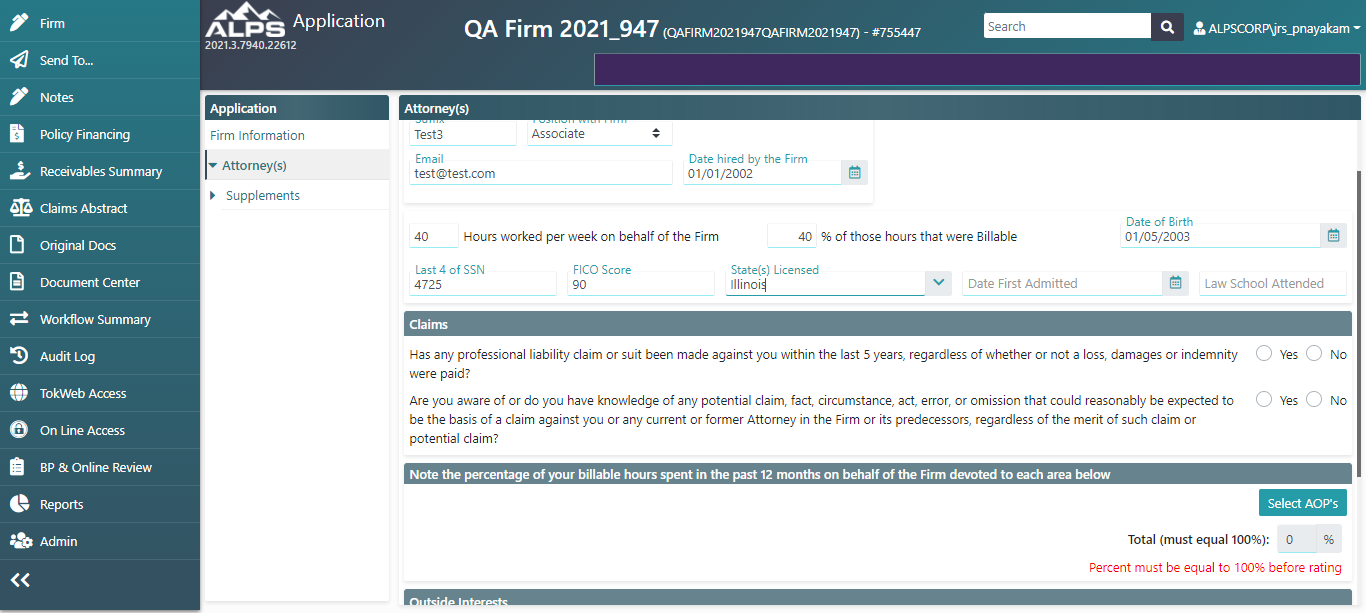 Firm
Send To...
Notes
Policy Financing
Receivables Summary
Claims Abstract
Original Docs
Document Center
Workflow Summary
Audit Log
TokWeb Access
On Line Access
BP & Online Review
Reports
Admin
ALPS Application
2021.3.7940.22612
QA Firm 2021_947 (QAFIRM2021947QAFIRM2021947) - #755447
Search
ALPSCORP\jrs_pnayakam
Application
Firm Information
Attorney(s)
Supplements
Attorney(s)
Suffix Position with Firm
Test3 Associate
Email Date hired by the Firm
test@test.com 01/01/2002
40 Hours worked per week on behalf of the Firm 40 % of those hours that were Billable
Date of Birth
01/05/2003
Last 4 of SSN FICO Score State(s) Licensed
4725 90 Illinois Date First Admitted Law School Attended
Claims
Has any professional liability claim or suit been made against you within the last 5 years, regardless of whether or not a loss, damages or indemnity
were paid?
Yes No
Are you aware of or do you have knowledge of any potential claim, fact, circumstance, act, error, or omission that could reasonably be expected to
be the basis of a claim against you or any current or former Attorney in the Firm or its predecessors, regardless of the merit of such claim or
potential claim?
Yes No
Note the percentage of your billable hours spent in the past 12 months on behalf of the Firm devoted to each area below
Select AOP's
Total (must equal 100%): 0 %
Percent must be equal to 100% before rating
Outside Interests